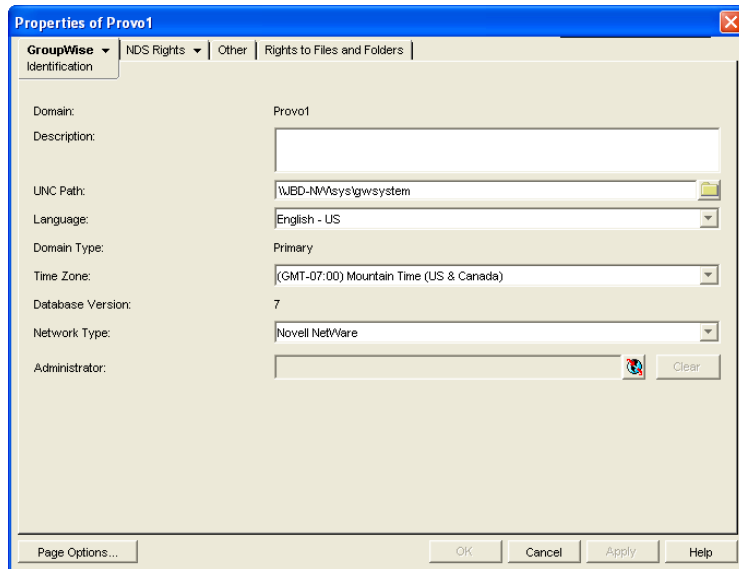 Properties of Provo1
GroupWise NDS Rights Other Rights to Files and Folders
Identification
Domain: Provo1
Description:
UNC Path: \\JBD-NW\sys\gwsystem
Language: English - US
Domain Type: Primary
Time Zone: (GMT-07:00) Mountain Time (US & Canada)
Database Version: 7
Network Type: Novell NetWare
Administrator: Clear
Page Options... OK Cancel Apply Help